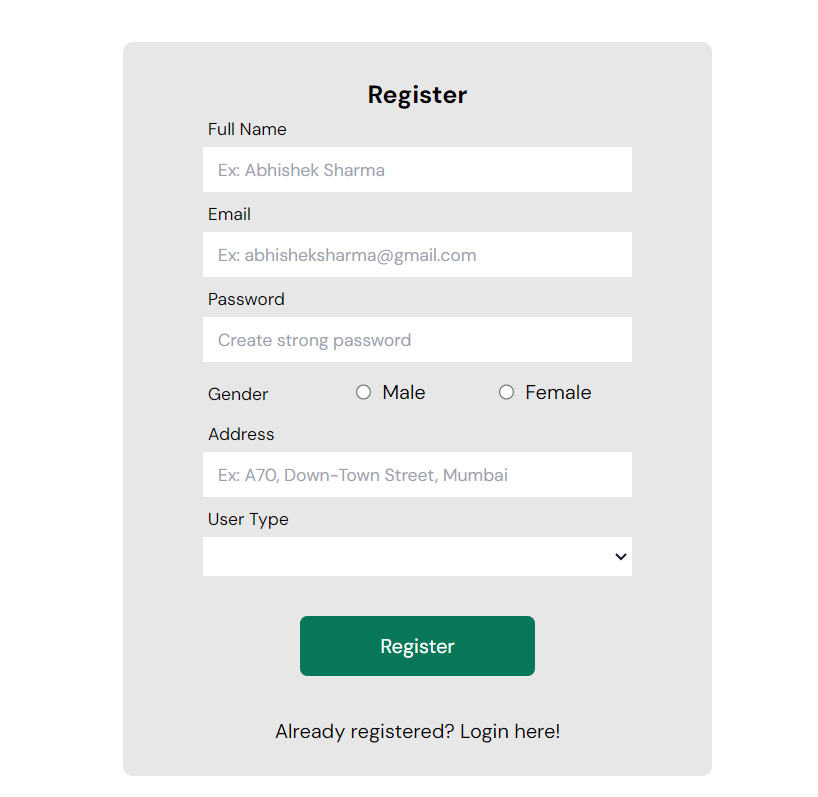 Register
Full Name
Ex: Abhishek Sharma
Email
Ex: abhisheksharma@gmail.com
Password
Create strong password
Gender Male Female
Address
Ex: A70, Down-Town Street, Mumbai
User Type
Register
Already registered? Login here!